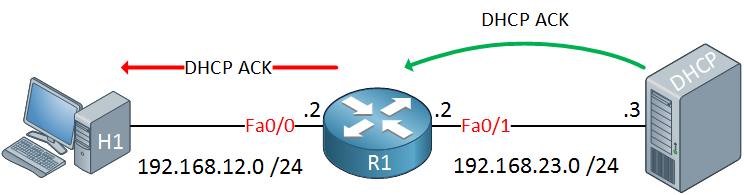 DHCP ACK
DHCP ACK
DHCP
H1
Fa0/0
.2
.2
Fa0/1
.3
R1
192.168.12.0 /24
192.168.23.0 /24